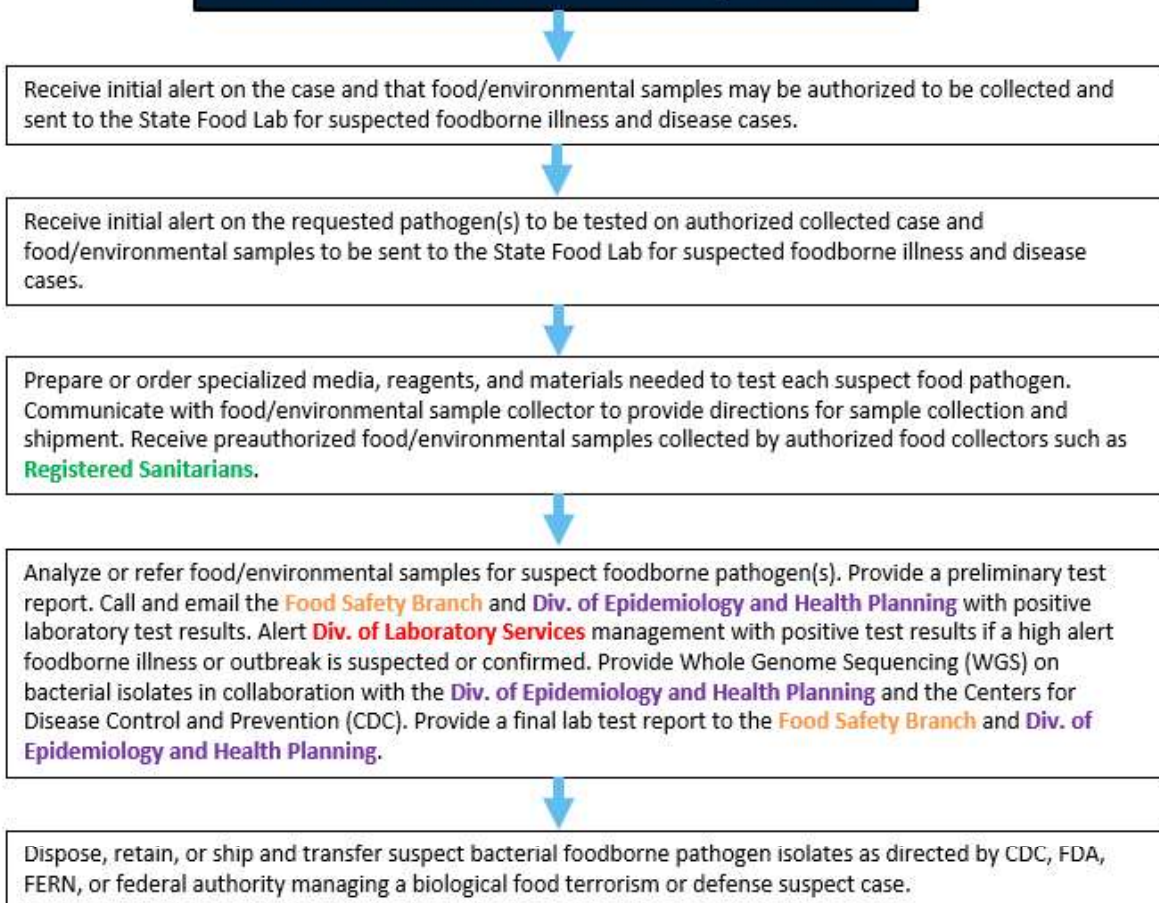 Receive initial alert on the case and that food/environmental samples may be authorized to be collected and
sent to the State Food Lab for suspected foodborne illness and disease cases.
Receive initial alert on the requested pathogen(s) to be tested on authorized collected case and
food/environmental samples to be sent to the State Food Lab for suspected foodborne illness and disease
cases.
Prepare or order specialized media, reagents, and materials needed to test each suspect food pathogen.
Communicate with food/environmental sample collector to provide directions for sample collection and
shipment. Receive preauthorized food/environmental samples collected by authorized food collectors such as
Registered Sanitarians.
Analyze or refer food/environmental samples for suspect foodborne pathogen(s). Provide a preliminary test
report. Call and email the Food Safety Branch and Div. of Epidemiology and Health Planning with positive
laboratory test results. Alert Div. of Laboratory Services management with positive test results if a high alert
foodborne illness or outbreak is suspected or confirmed. Provide Whole Genome Sequencing (WGS) on
bacterial isolates in collaboration with the Div. of Epidemiology and Health Planning and the Centers for
Disease Control and Prevention (CDC). Provide a final lab test report to the Food Safety Branch and Div. of
Epidemiology and Health Planning.
Dispose, retain, or ship and transfer suspect bacterial foodborne pathogen isolates as directed by CDC, FDA,
FERN, or federal authority managing a biological food terrorism or defense suspect case.